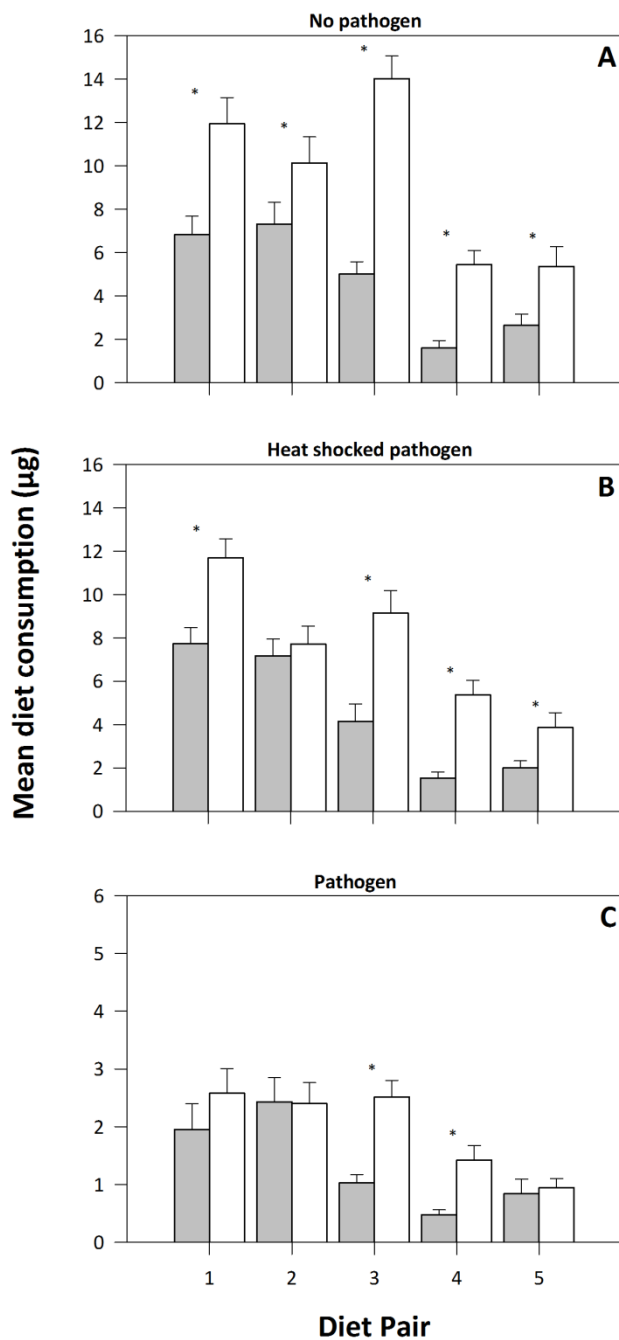 No pathogen
A
16
14
12
10
8
6
4
2
0
* * * * *
Heat shocked pathogen
B
16
14
12
10
8
6
4
2
0
* * * *
Mean diet consumption (µg)
Pathogen
C
6
5
4
3
2
1
0
* *
1 2 3 4 5
Diet Pair